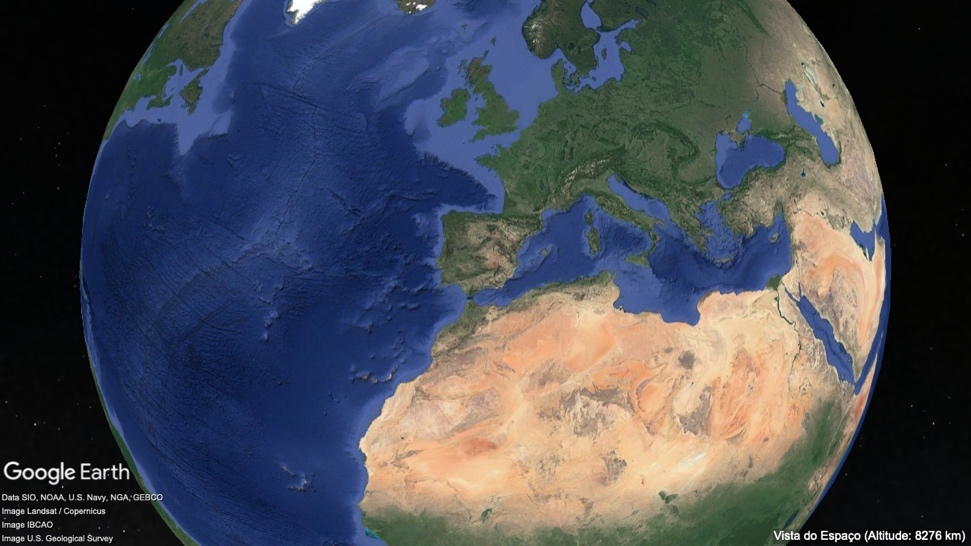 Google Earth
Data SIO, NOAA, U.S. Navy, NGA, GEBCO
Image Landsat / Copernicus
Image IBCAO
Image U.S. Geological Survey
Vista do Espaço (Altitude: 8276 km)